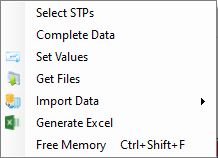 Select STPs
Complete Data
Set Values
Get Files
Import Data
Generate Excel
Free Memory Ctrl+Shift+F